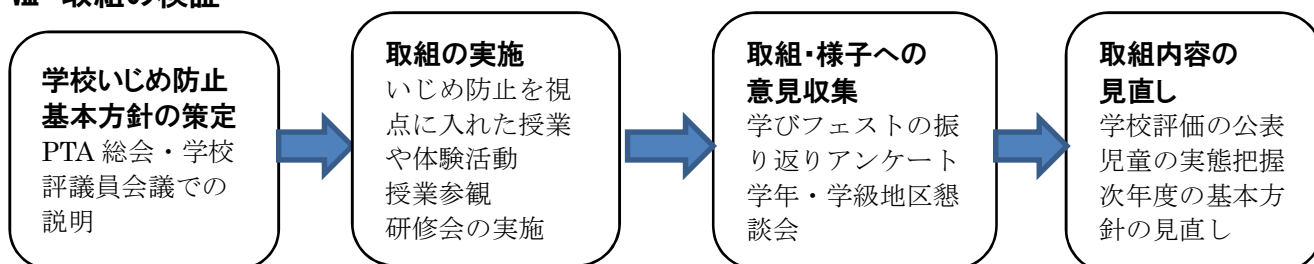 取組の検証
学校いじめ防止
基本方針の策定
PTA 総会・学校
評議員会議での
説明
取組の実施
いじめ防止を視
点に入れた授業
や体験活動
授業参観
研修会の実施
取組・様子への
意見収集
学びフェストの振
り返りアンケート
学年・学級地区懇
談会
取組内容の
見直し
学校評価の公表
児童の実態把握
次年度の基本方
針の見直し